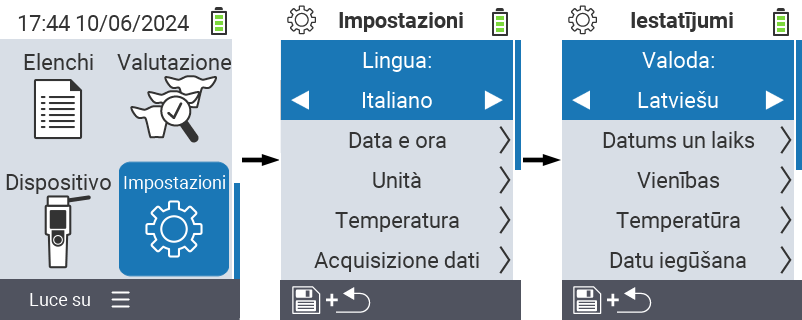 17:44 10/06/2024
Elenchi
Valutazione
Dispositivo
Impostazioni
Luce su
Impostazioni
Lingua:
Italiano
Data e ora
Unità
Temperatura
Acquisizione dati
+
Iestatījumi
Valoda:
Latviešu
Datums un laiks
Vienības
Temperatūra
Datu iegūšana
+